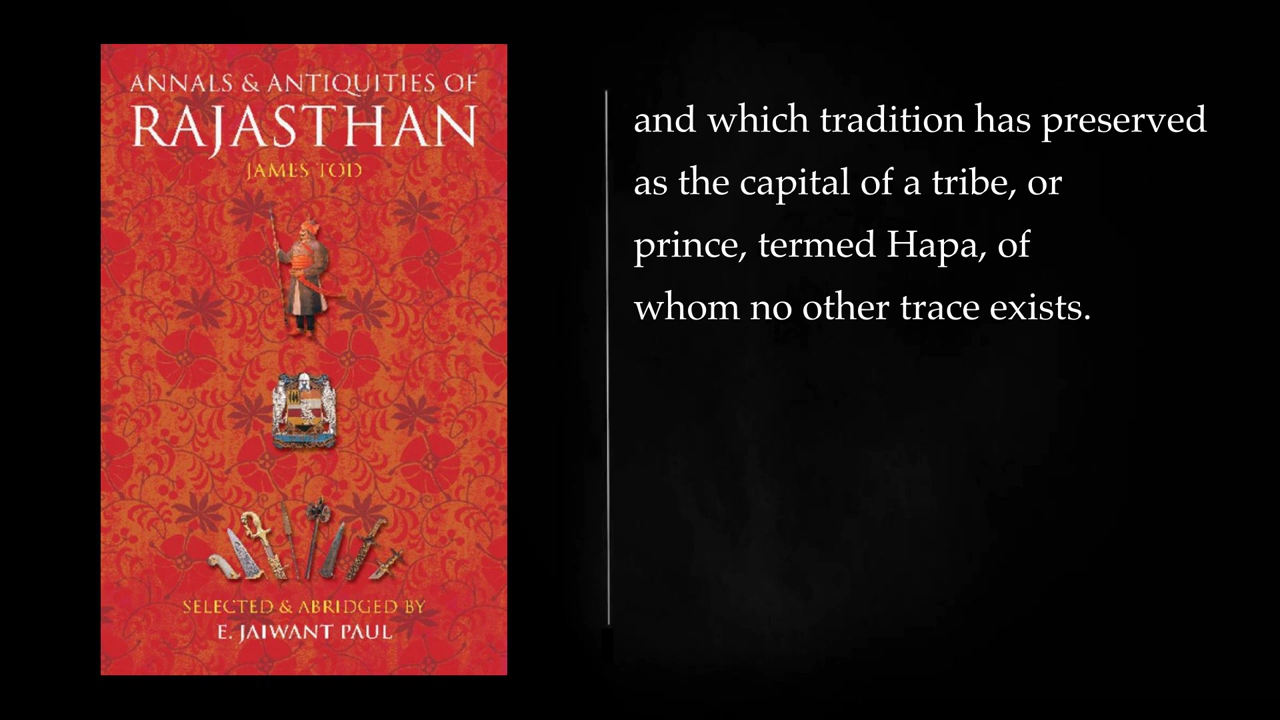 ANNALS & ANTIQUITIES OF
RAJASTHAN
JAMES TOD
SELECTED & ABRIDGED BY
E. JAIWANT PAUL
and which tradition has preserved
as the capital of a tribe, or
prince, termed Hapa, of
whom no other trace exists.